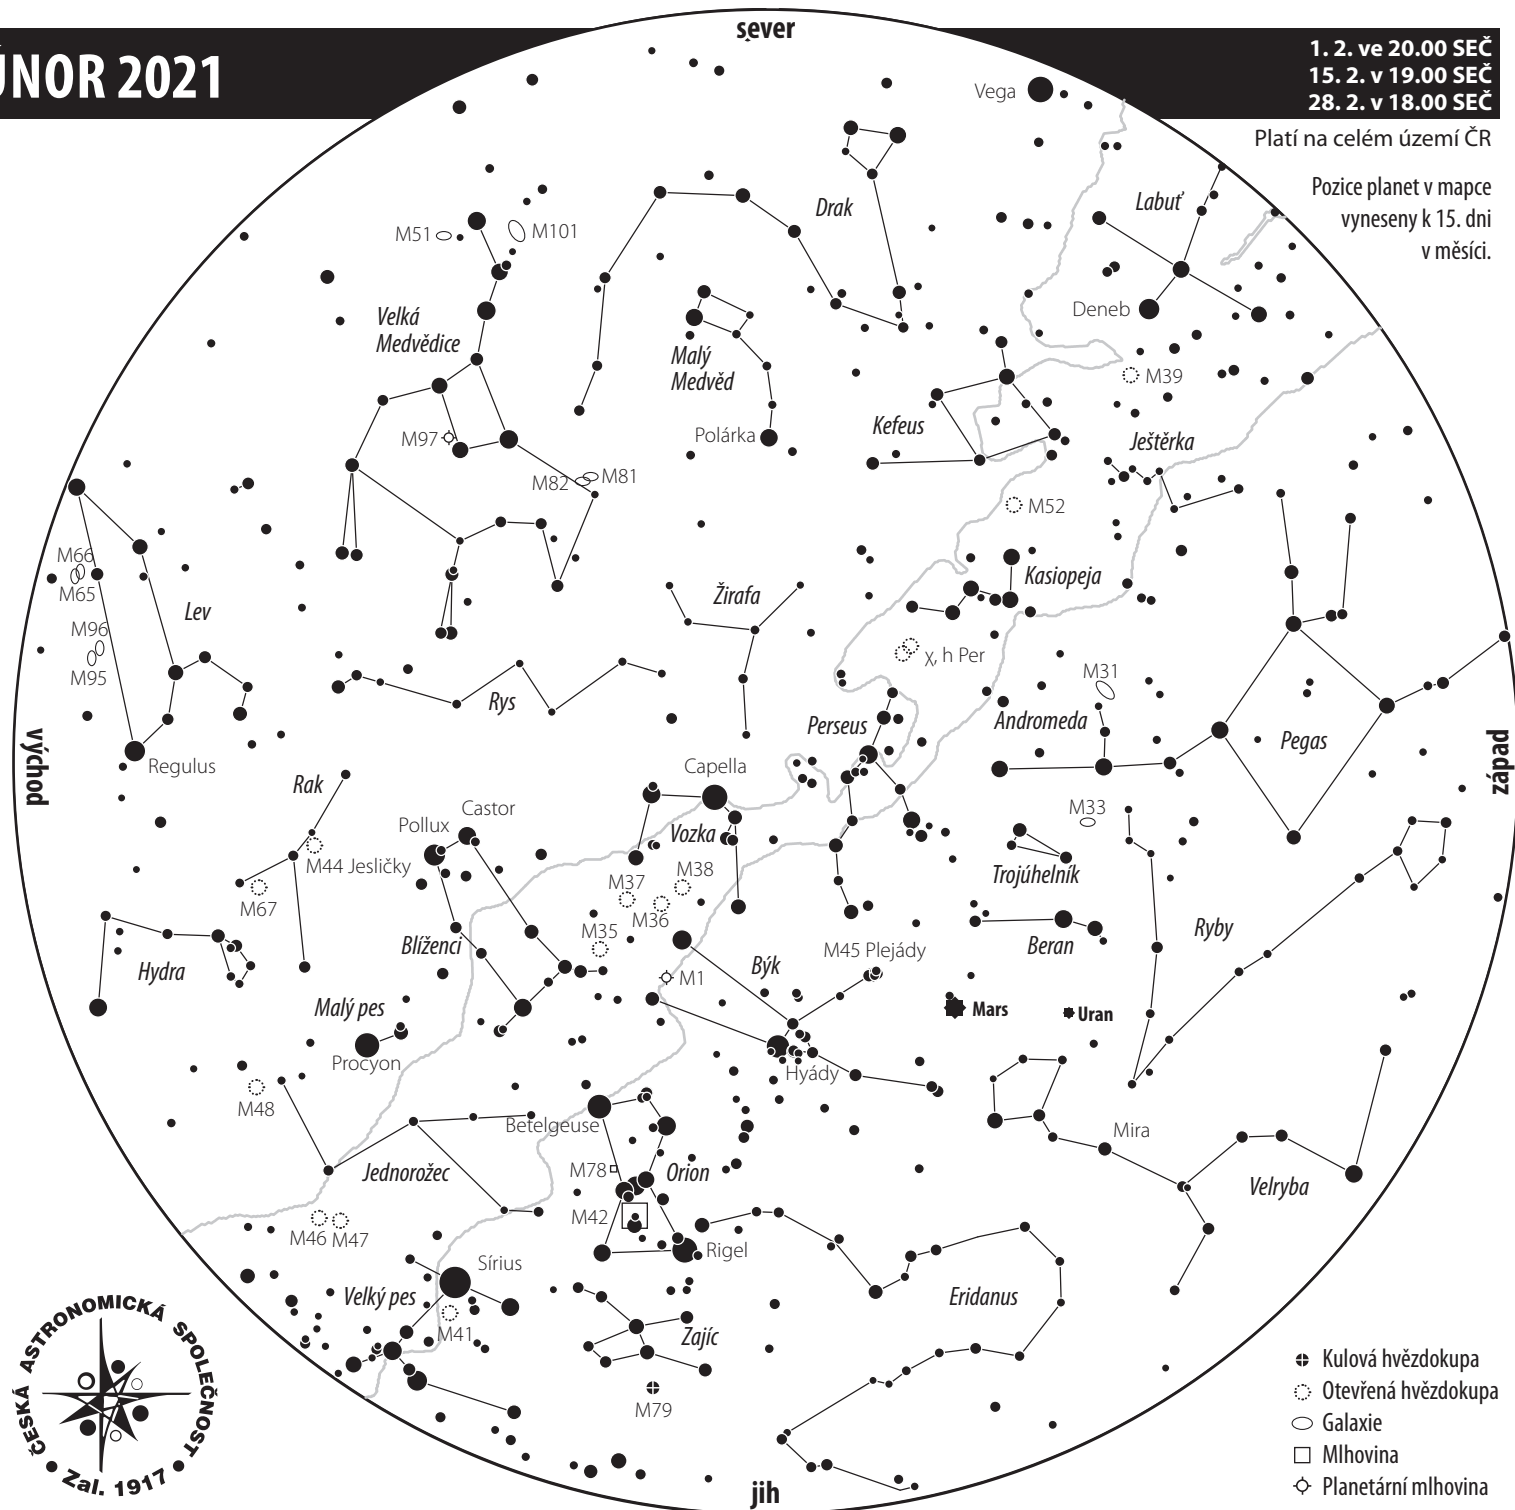 sever
ÚNOR 2021
1. 2. ve 20.00 SEČ
15. 2. v 19.00 SEČ
28. 2. v 18.00 SEČ
Platí na celém území ČR
Pozice planet v mapce
vyneseny k 15. dni
v měsíci.
Vega
Drak
Labuť
M51
M101
Velká
Medvědice
Malý
Medvěd
Deneb
M39
M97
Polárka
Kefeus
Ještěrka
M82
M81
M52
M66
M65
Lev
Žirafa
Kasiopeja
M96
M95
χ, h Per
M31
Rys
Perseus
Andromeda
Pegas
východ
západ
Regulus
Rak
Capella
Castor
Pollux
Vozka
M33
M44 Jesličky
M67
M37
M38
M36
Trojúhelník
Hydra
Blíženci
M35
Býk
M45 Plejády
Beran
Ryby
M1
Malý pes
Mars
Uran
Procyon
Hyády
M48
Betelgeuse
Mira
Jednorožec
M78
Orion
Velryba
M46
M47
M42
Rigel
Sírius
Velký pes
M41
Zajíc
Eridanus
M79
jih
ČESKÁ ASTRONOMICKÁ SPOLEČNOST
Zal. 1917
Kulová hvězdokupa
Otevřená hvězdokupa
Galaxie
Mlhovina
Planetární mlhovina